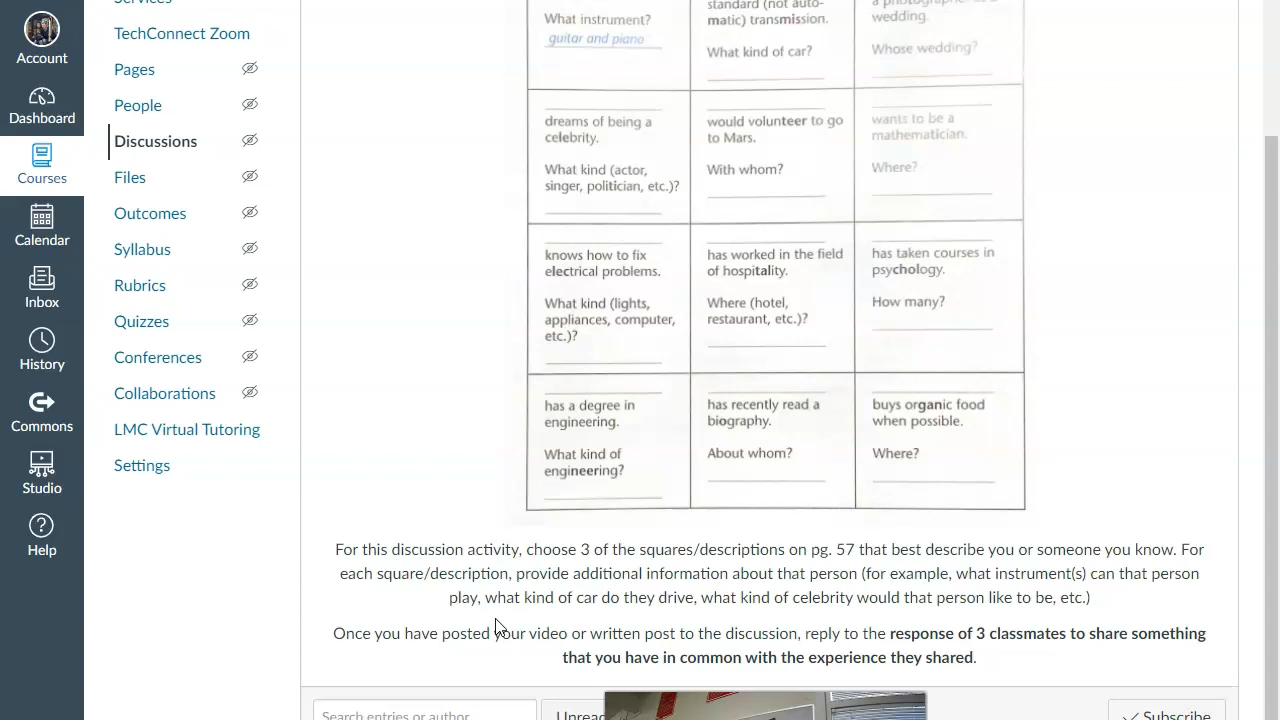 Services
TechConnect Zoom
Pages
People
Discussions
Files
Outcomes
Syllabus
Rubrics
Quizzes
Conferences
Collaborations
LMC Virtual Tutoring
Settings
Account
Dashboard
Courses
Calendar
Inbox
History
Commons
Studio
Help
What instrument?
guitar and piano
standard (not auto-
matic) transmission.
What kind of car?
a photographer at a
wedding.
Whose wedding?
dreams of being a
celebrity.
What kind (actor,
singer, politician, etc.)?
would volunteer to go
to Mars.
With whom?
wants to be a
mathematician.
Where?
knows how to fix
electrical problems.
What kind (lights,
appliances, computer,
etc.)?
has worked in the field
of hospitality.
Where (hotel,
restaurant, etc.)?
has taken courses in
psychology.
How many?
has a degree in
engineering.
What kind of
engineering?
has recently read a
biography.
About whom?
buys organic food
when possible.
Where?
For this discussion activity, choose 3 of the squares/descriptions on pg. 57 that best describe you or someone you know. For
each square/description, provide additional information about that person (for example, what instrument(s) can that person
play, what kind of car do they drive, what kind of celebrity would that person like to be, etc.)
Once you have posted your video or written post to the discussion, reply to the response of 3 classmates to share something
that you have in common with the experience they shared.
Search entries or author
Unread
Subscribe